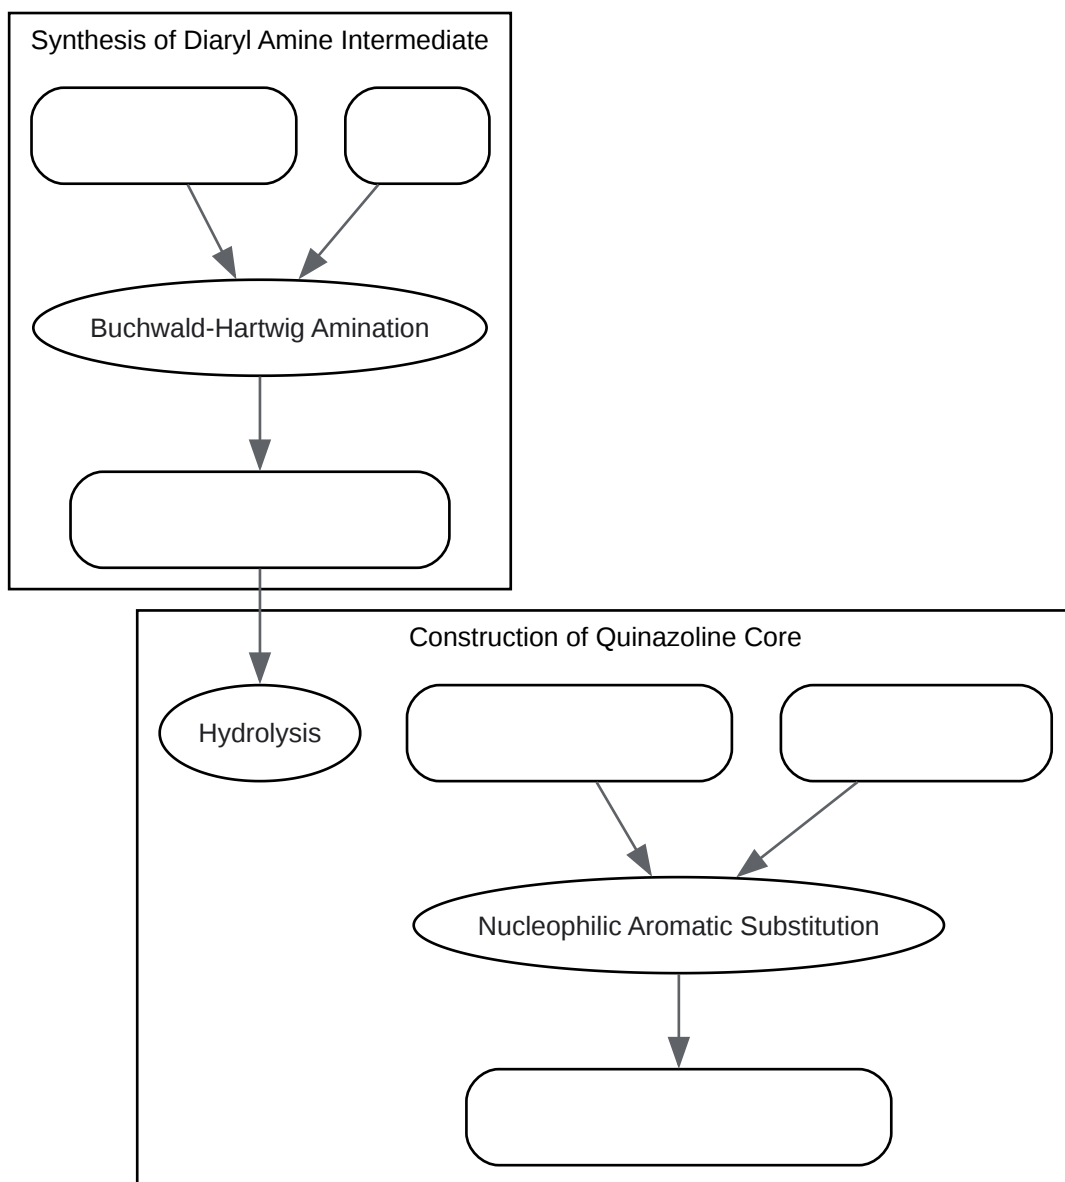 Synthesis of Diaryl Amine Intermediate
Buchwald-Hartwig Amination
Construction of Quinazoline Core
Hydrolysis
Nucleophilic Aromatic Substitution